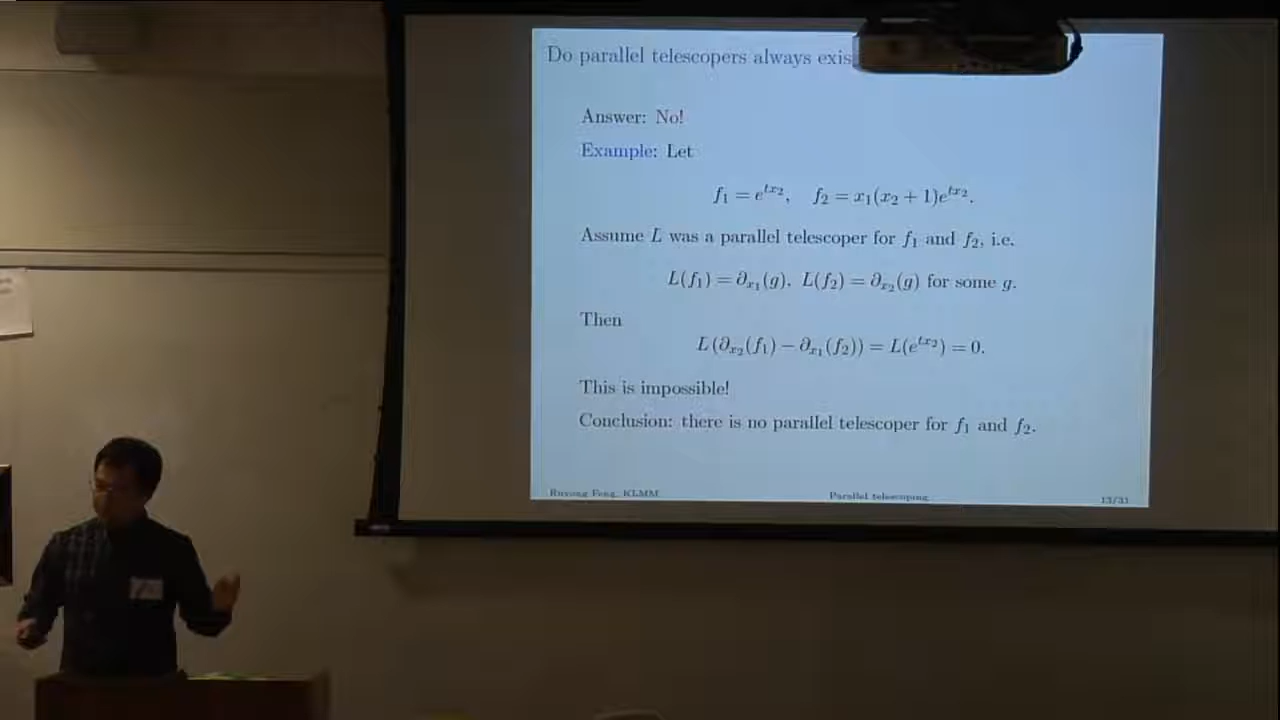 Do parallel telescopers always exis
Answer: No!
Example: Let
f₁ = e^{tx₂}, f₂ = x₁(x₂ + 1)e^{tx₂}.
Assume L was a parallel telescoper for f₁ and f₂, i.e.
L(f₁) = ∂_{x₁}(g), L(f₂) = ∂_{x₂}(g) for some g.
Then
L(∂_{x₂}(f₁) − ∂_{x₁}(f₂)) = L(e^{tx₂}) = 0.
This is impossible!
Conclusion: there is no parallel telescoper for f₁ and f₂.
Ruyong Feng, KLMM Parallel telescoping 13/31